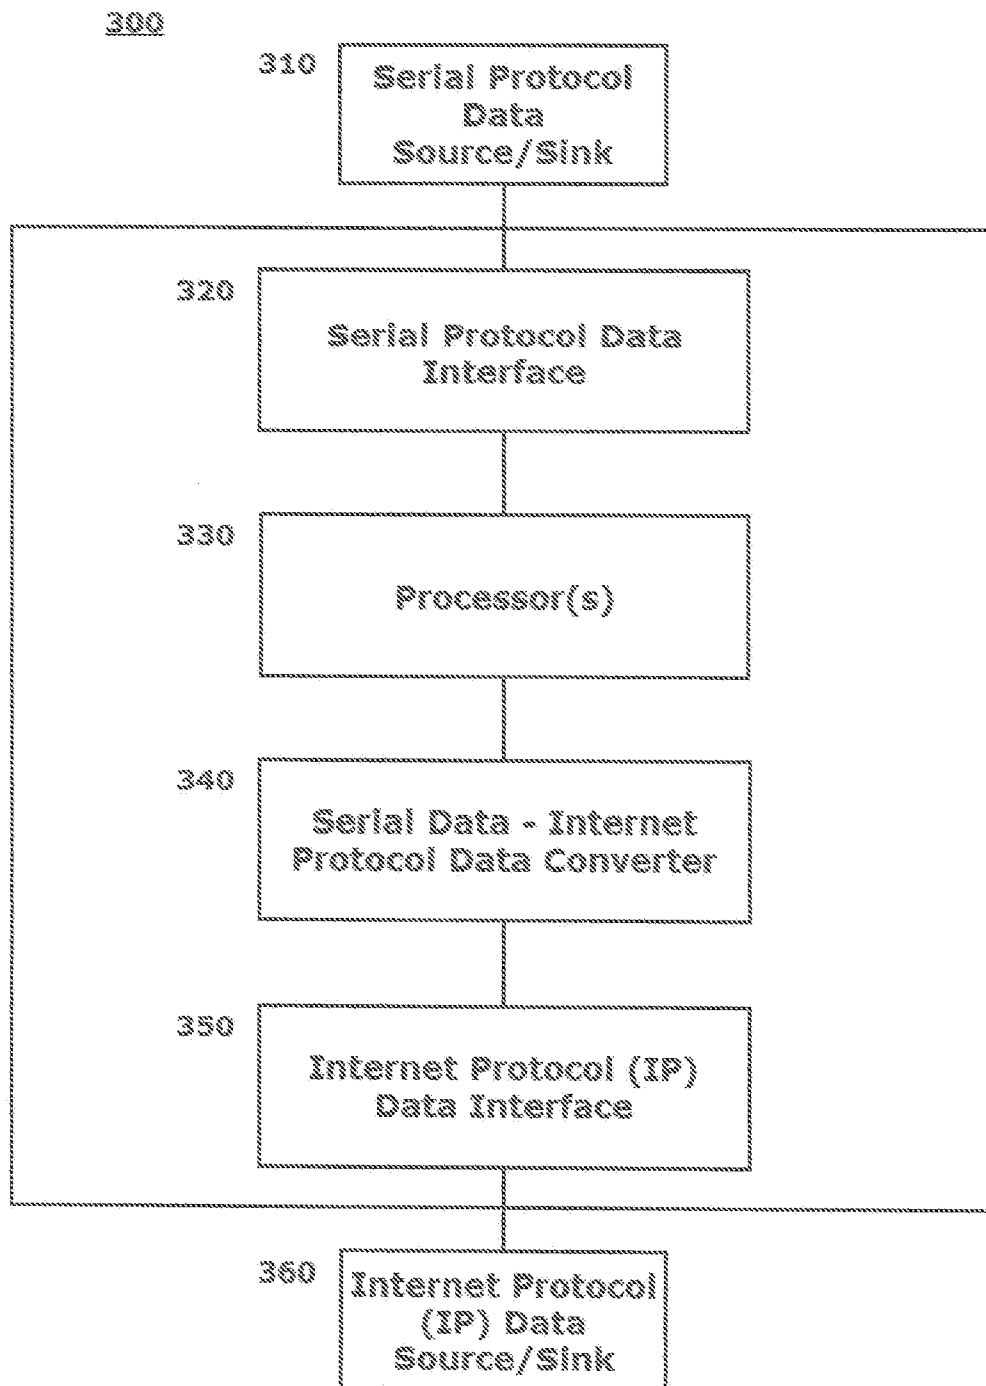 300
310
Serial Protocol
Data
Source/Sink
320
Serial Protocol Data
Interface
330
Processor(s)
340
Serial Data - Internet
Protocol Data Converter
350
Internet Protocol (IP)
Data Interface
360
Internet Protocol
(IP) Data
Source/Sink